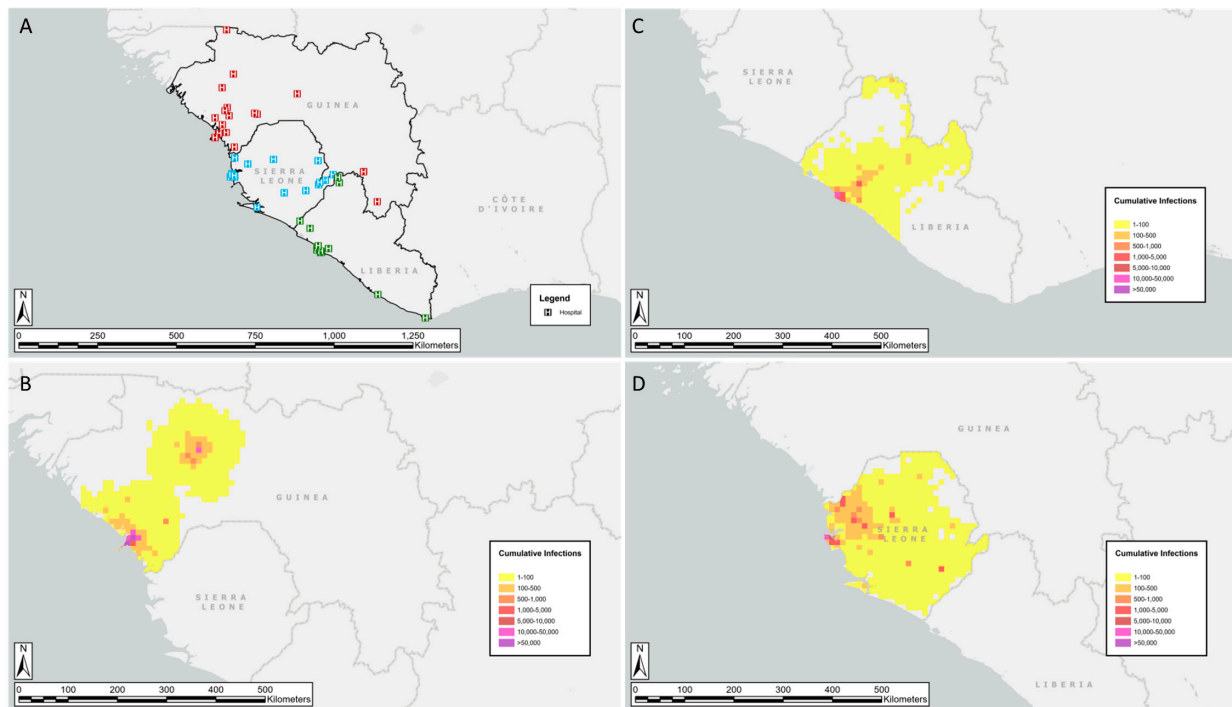 A
GUINEA
SIERRA
LEONE
CÔTE
D'IVOIRE
LIBERIA
N
Legend
H Hospital
0 250 500 750 1,000 1,250
Kilometers
C
SIERRA
LEONE
GUINEA
LIBERIA
Cumulative Infections
1-100
100-500
500-1,000
1,000-5,000
5,000-10,000
10,000-50,000
>50,000
N
0 100 200 300 400 500
Kilometers
B
GUINEA
SIERRA
LEONE
Cumulative Infections
1-100
100-500
500-1,000
1,000-5,000
5,000-10,000
10,000-50,000
>50,000
N
0 100 200 300 400 500
Kilometers
D
GUINEA
SIERRA
LEONE
LIBERIA
Cumulative Infections
1-100
100-500
500-1,000
1,000-5,000
5,000-10,000
10,000-50,000
>50,000
N
0 100 200 300 400 500
Kilometers